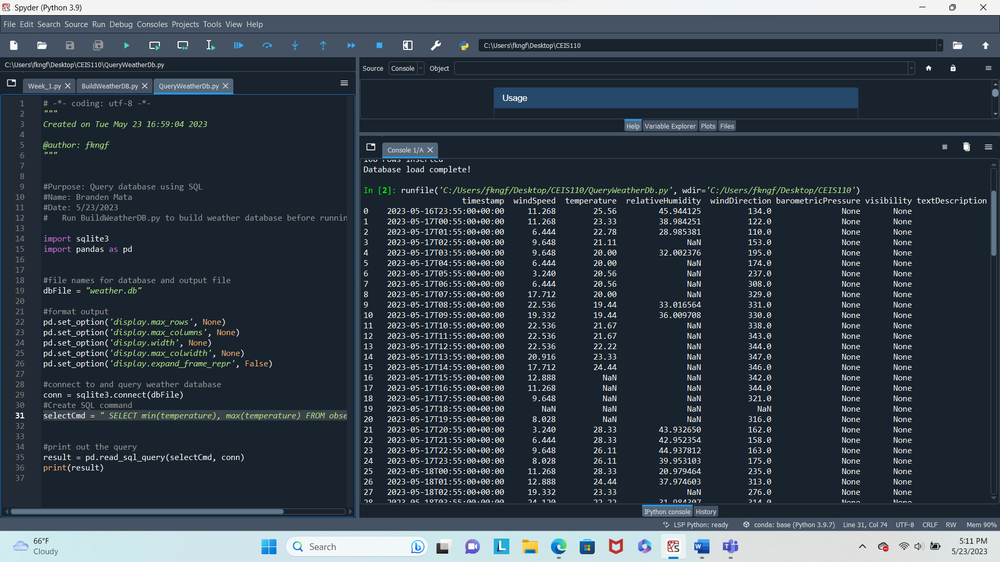 Spyder (Python 3.9)
File Edit Search Source Run Debug Consoles Projects Tools View Help
C:\Users\fkngf\Desktop\CEIS110
C:\Users\fkngf\Desktop\CEIS110\QueryWeatherDb.py
Week_1.py BuildWeatherDB.py QueryWeatherDb.py
1 # -*- coding: utf-8 -*-
2 """
3 Created on Tue May 23 16:59:04 2023
4
5 @author: fkngf
6 """
7
8
9 #Purpose: Query database using SQL
10 #Name: Branden Mata
11 #Date: 5/23/2023
12 #   Run BuildWeatherDB.py to build weather database before runnin
13
14 import sqlite3
15 import pandas as pd
16
17
18 #file names for database and output file
19 dbFile = "weather.db"
20
21 #format output
22 pd.set_option('display.max_rows', None)
23 pd.set_option('display.max_columns', None)
24 pd.set_option('display.width', None)
25 pd.set_option('display.max_colwidth', None)
26 pd.set_option('display.expand_frame_repr', False)
27
28 #connect to and query weather database
29 conn = sqlite3.connect(dbFile)
30 #Create SQL command
31 selectCmd = " SELECT min(temperature), max(temperature) FROM obse
32
33
34 #print out the query
35 result = pd.read_sql_query(selectCmd, conn)
36 print(result)
37
Source Console Object
Usage
Help Variable Explorer Plots Files
Console 1/A
108 rows inserted
Database load complete!
In [2]: runfile('C:/Users/fkngf/Desktop/CEIS110/QueryWeatherDb.py', wdir='C:/Users/fkngf/Desktop/CEIS110')
timestamp windSpeed temperature relativeHumidity windDirection barometricPressure visibility textDescription
0 2023-05-16T23:55:00+00:00 11.268 25.56 45.944125 134.0 None None
1 2023-05-17T00:55:00+00:00 11.268 23.33 38.984251 122.0 None None
2 2023-05-17T01:55:00+00:00 6.444 22.78 28.985381 110.0 None None
3 2023-05-17T02:55:00+00:00 9.648 21.11 NaN 153.0 None None
4 2023-05-17T03:55:00+00:00 9.648 20.00 32.002376 195.0 None None
5 2023-05-17T04:55:00+00:00 6.444 20.00 NaN 174.0 None None
6 2023-05-17T05:55:00+00:00 3.240 20.56 NaN 237.0 None None
7 2023-05-17T06:55:00+00:00 6.444 20.56 NaN 308.0 None None
8 2023-05-17T07:55:00+00:00 17.712 20.00 NaN 329.0 None None
9 2023-05-17T08:55:00+00:00 22.536 19.44 33.016564 331.0 None None
10 2023-05-17T09:55:00+00:00 19.332 19.44 36.009708 330.0 None None
11 2023-05-17T10:55:00+00:00 22.536 21.67 NaN 338.0 None None
12 2023-05-17T11:55:00+00:00 22.536 21.67 NaN 343.0 None None
13 2023-05-17T12:55:00+00:00 22.536 22.22 NaN 344.0 None None
14 2023-05-17T13:55:00+00:00 20.916 23.33 NaN 347.0 None None
15 2023-05-17T14:55:00+00:00 17.712 24.44 NaN 346.0 None None
16 2023-05-17T15:55:00+00:00 12.888 NaN NaN 342.0 None None
17 2023-05-17T16:55:00+00:00 11.268 NaN NaN 344.0 None None
18 2023-05-17T17:55:00+00:00 9.648 NaN NaN 321.0 None None
19 2023-05-17T18:55:00+00:00 NaN NaN NaN NaN None None
20 2023-05-17T19:55:00+00:00 8.028 NaN NaN 316.0 None None
21 2023-05-17T20:55:00+00:00 3.240 28.33 43.932650 162.0 None None
22 2023-05-17T21:55:00+00:00 6.444 28.33 42.952354 158.0 None None
23 2023-05-17T22:55:00+00:00 9.648 26.11 44.937812 163.0 None None
24 2023-05-17T23:55:00+00:00 8.028 26.11 39.953103 175.0 None None
25 2023-05-18T00:55:00+00:00 11.268 28.33 20.979464 235.0 None None
26 2023-05-18T01:55:00+00:00 12.888 24.44 37.974603 313.0 None None
27 2023-05-18T02:55:00+00:00 19.332 23.33 NaN 276.0 None None
28 2023-05-18T03:55:00+00:00 24.120 22.22 31.984307 314.0 None None
IPython console History
LSP Python: ready conda: base (Python 3.9.7) Line 31, Col 74 UTF-8 CRLF RW Mem 90%
66°F
Cloudy
Search
5:11 PM
5/23/2023